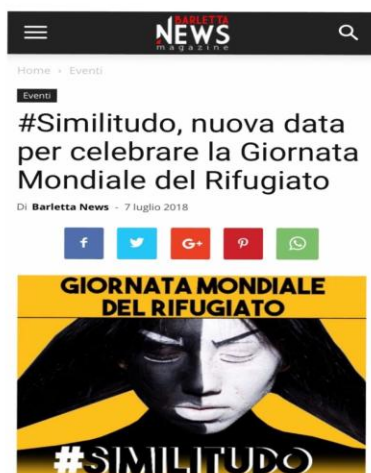 BARLETTA
NEWS
magazine
Home › Eventi
Eventi
#Similitudo, nuova data
per celebrare la Giornata
Mondiale del Rifugiato
Di Barletta News - 7 luglio 2018
GIORNATA MONDIALE
DEL RIFUGIATO
#SIMILITUDO